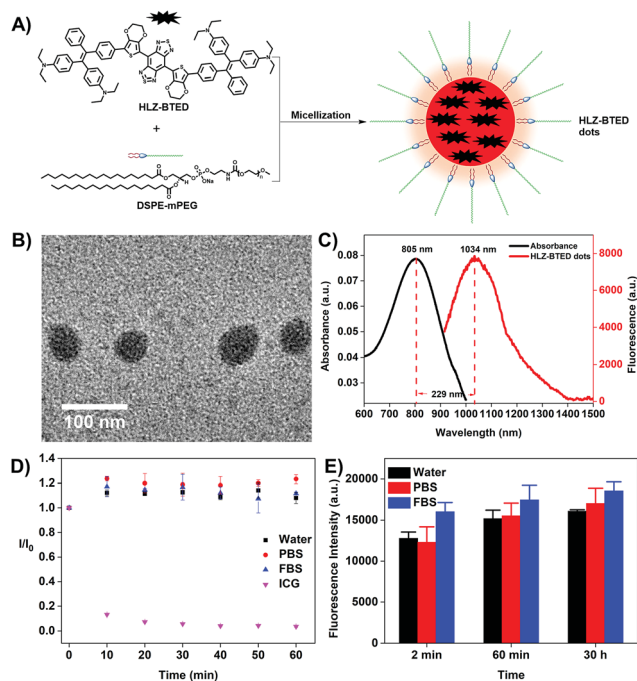 A)
S
N
N
S
N
O
O
S
N
N
O
O
S
N
N
S
N
N
HLZ-BTED
+
DSPE-mPEG
O
O
O
O
O
P
O
O
Na
H
N
O
O
n
Micellization
HLZ-BTED
dots
B)
100 nm
C)
805 nm
1034 nm
Absorbance
HLZ-BTED dots
229 nm
Absorbance (a.u.)
0.08
0.07
0.06
0.05
0.04
0.03
Fluorescence (a.u.)
8000
6000
4000
2000
0
600 700 800 900 1000 1100 1200 1300 1400 1500
Wavelength (nm)
D)
I/I0
1.4
1.2
1.0
0.8
0.6
0.4
0.2
0.0
Water
PBS
FBS
ICG
0 10 20 30 40 50 60
Time (min)
E)
Fluorescence Intensity (a.u.)
20000
15000
10000
5000
0
Water
PBS
FBS
2 min 60 min 30 h
Time